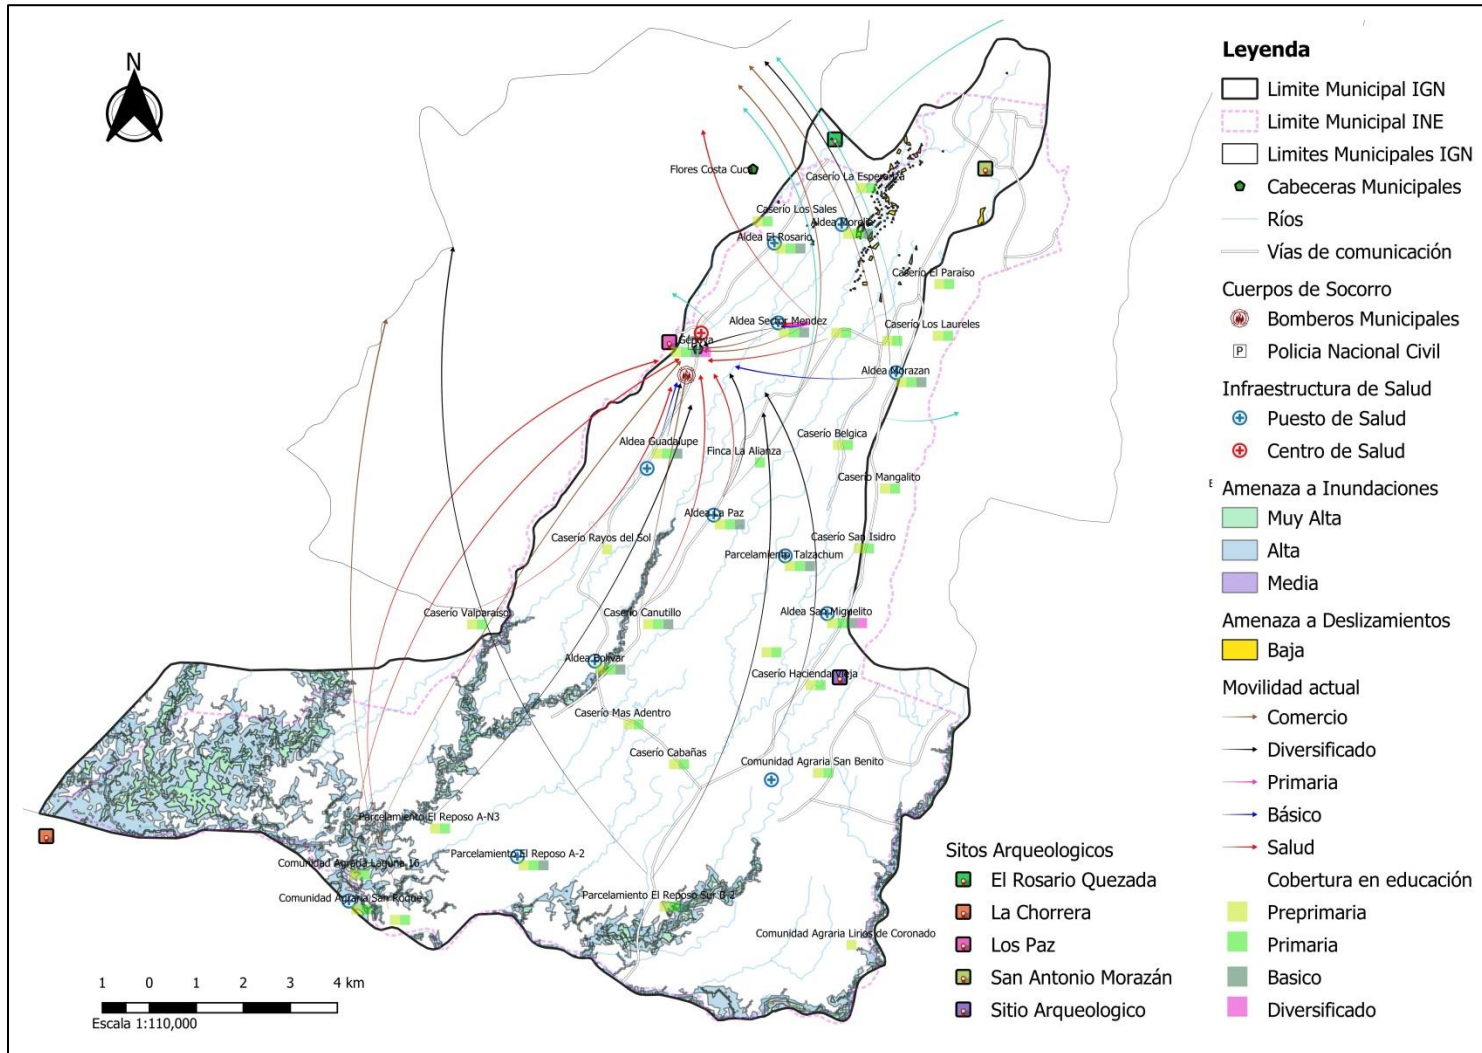 N
Flores Costa Cuca
Caserío La Esperanza
Caserío Los Sales
Aldea Morelia
Aldea El Rosario
Caserío El Paraíso
Aldea Sector Mendez
Caserío Los Laureles
Génova
Aldea Morazan
Aldea Guadalupe
Caserío Belgica
Finca La Alianza
Caserío Mangalito
Aldea La Paz
Caserío Rayos del Sol
Caserío San Isidro
Parcelamiento Talzachum
Caserío Valparaíso
Caserío Canutillo
Aldea San Miguelito
Aldea Bolivar
Caserío Hacienda Vieja
Caserío Mas Adentro
Caserío Cabañas
Comunidad Agraria San Benito
Parcelamiento El Reposo A-N3
Parcelamiento El Reposo A-2
Comunidad Agraria Laguna 16
Comunidad Agraria San Roque
Parcelamiento El Reposo Sur B-2
Comunidad Agraria Lirios de Coronado
1 0 1 2 3 4 km
Escala 1:110,000
Sitos Arqueologicos
El Rosario Quezada
La Chorrera
Los Paz
San Antonio Morazán
Sitio Arqueologico
E
Leyenda
Limite Municipal IGN
Limite Municipal INE
Limites Municipales IGN
Cabeceras Municipales
Ríos
Vías de comunicación
Cuerpos de Socorro
Bomberos Municipales
P Policia Nacional Civil
Infraestructura de Salud
Puesto de Salud
Centro de Salud
Amenaza a Inundaciones
Muy Alta
Alta
Media
Amenaza a Deslizamientos
Baja
Movilidad actual
Comercio
Diversificado
Primaria
Básico
Salud
Cobertura en educación
Preprimaria
Primaria
Basico
Diversificado